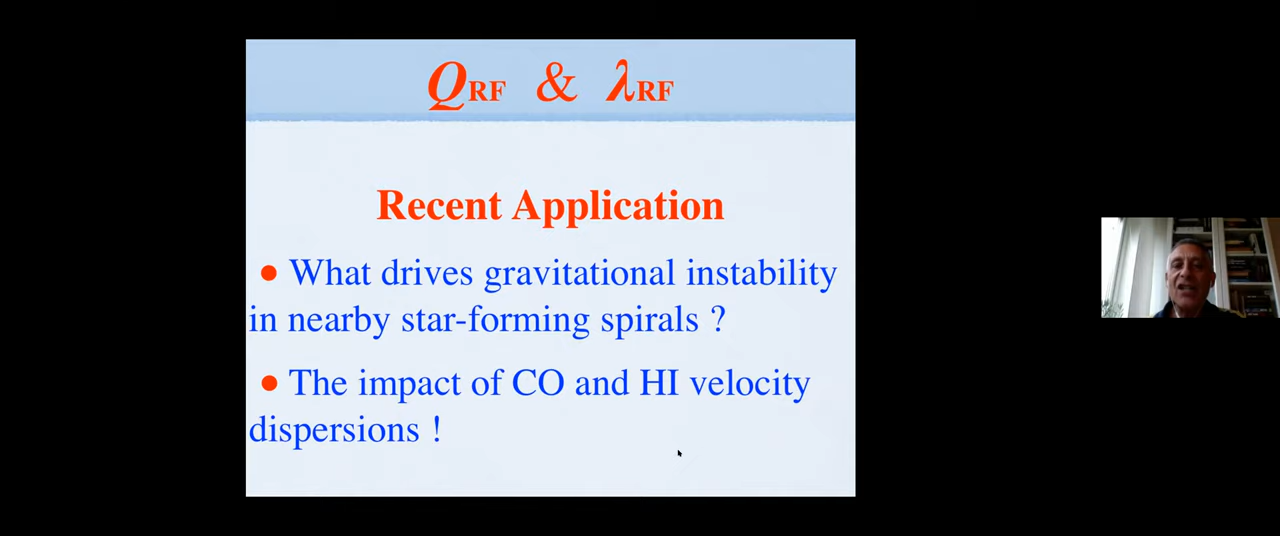 QRF & λRF
Recent Application
• What drives gravitational instability
in nearby star-forming spirals ?
• The impact of CO and HI velocity
dispersions !